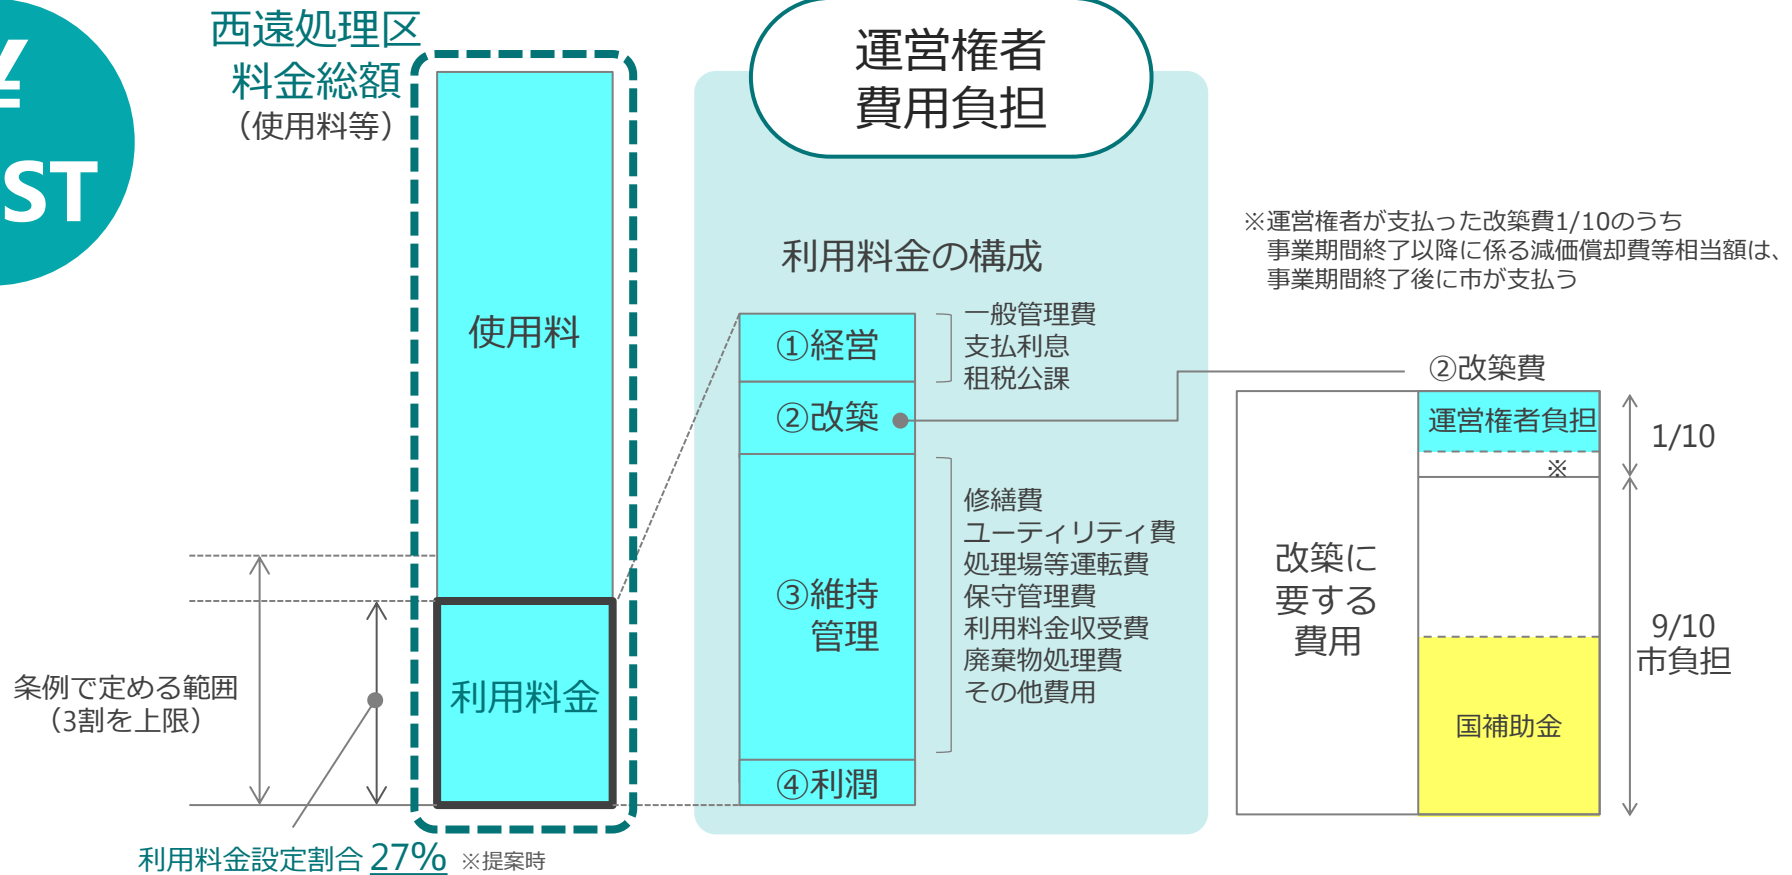 ¥
ST
西遠処理区
料金総額
（使用料等）
使用料
利用料金
条例で定める範囲
（3割を上限）
利用料金設定割合 27% ※提案時
運営権者
費用負担
利用料金の構成
①経営
一般管理費
支払利息
租税公課
②改築
③維持
管理
修繕費
ユーティリティ費
処理場等運転費
保守管理費
利用料金収受費
廃棄物処理費
その他費用
④利潤
※運営権者が支払った改築費1/10のうち
事業期間終了以降に係る減価償却費等相当額は、
事業期間終了後に市が支払う
②改築費
運営権者負担
※
1/10
改築に
要する
費用
9/10
市負担
国補助金